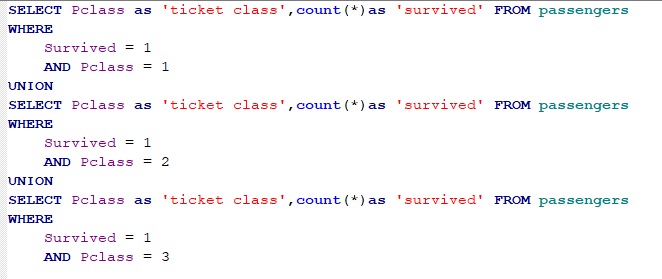 SELECT Pclass as 'ticket class',count(*)as 'survived' FROM passengers
WHERE
    Survived = 1
    AND Pclass = 1
UNION
SELECT Pclass as 'ticket class',count(*)as 'survived' FROM passengers
WHERE
    Survived = 1
    AND Pclass = 2
UNION
SELECT Pclass as 'ticket class',count(*)as 'survived' FROM passengers
WHERE
    Survived = 1
    AND Pclass = 3